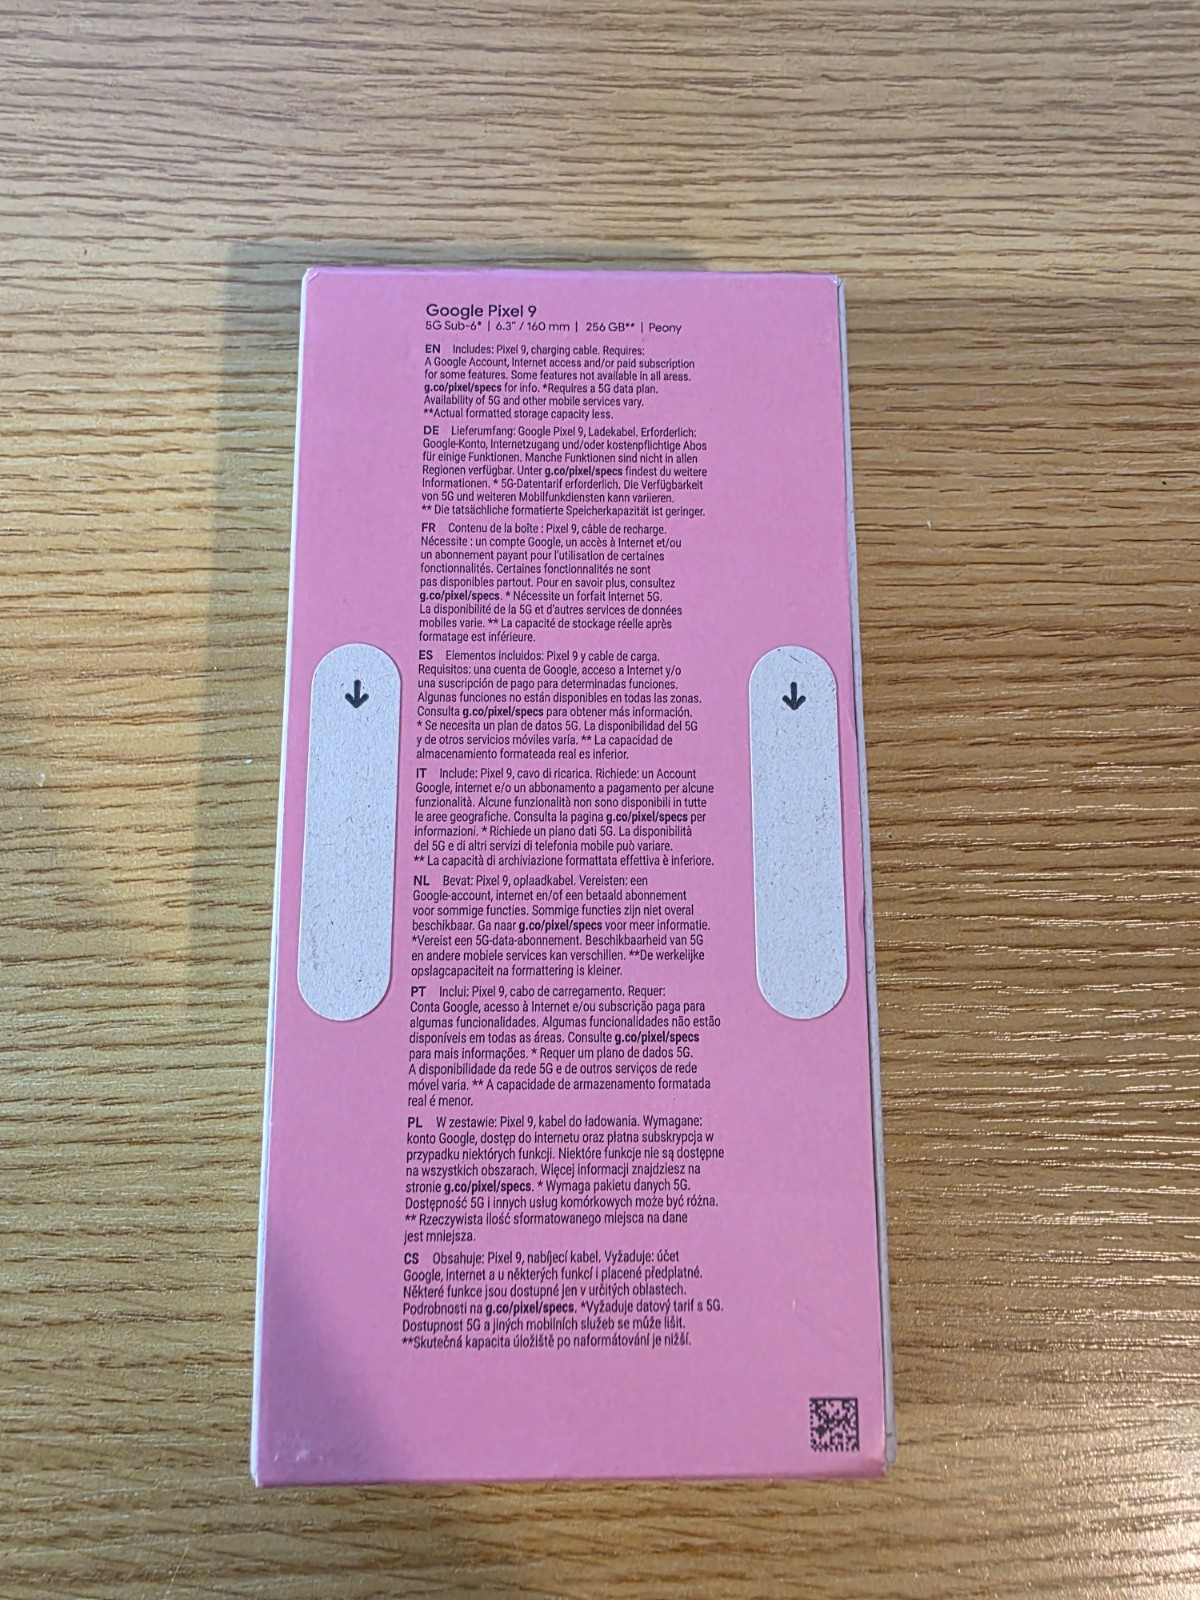 Google Pixel 9
5G Sub-6* | 6.3" / 160 mm | 256 GB** | Peony
EN Includes: Pixel 9, charging cable. Requires:
A Google Account, Internet access and/or paid subscription
for some features. Some features not available in all areas.
g.co/pixel/specs for info. *Requires a 5G data plan.
Availability of 5G and other mobile services vary.
**Actual formatted storage capacity less.
DE Lieferumfang: Google Pixel 9, Ladekabel. Erforderlich:
Google-Konto, Internetzugang und/oder kostenpflichtige Abos
für einige Funktionen. Manche Funktionen sind nicht in allen
Regionen verfügbar. Unter g.co/pixel/specs findest du weitere
Informationen. * 5G-Datentarif erforderlich. Die Verfügbarkeit
von 5G und weiteren Mobilfunkdiensten kann variieren.
** Die tatsächliche formatierte Speicherkapazität ist geringer.
FR Contenu de la boîte : Pixel 9, câble de recharge.
Nécessite : un compte Google, un accès à Internet et/ou
un abonnement payant pour l'utilisation de certaines
fonctionnalités. Certaines fonctionnalités ne sont
pas disponibles partout. Pour en savoir plus, consultez
g.co/pixel/specs. * Nécessite un forfait Internet 5G.
La disponibilité de la 5G et d'autres services de données
mobiles varie. ** La capacité de stockage réelle après
formatage est inférieure.
ES Elementos incluidos: Pixel 9 y cable de carga.
Requisitos: una cuenta de Google, acceso a Internet y/o
una suscripción de pago para determinadas funciones.
Algunas funciones no están disponibles en todas las zonas.
Consulta g.co/pixel/specs para obtener más información.
* Se necesita un plan de datos 5G. La disponibilidad del 5G
y de otros servicios móviles varía. ** La capacidad de
almacenamiento formateada real es inferior.
IT Include: Pixel 9, cavo di ricarica. Richiede: un Account
Google, internet e/o un abbonamento a pagamento per alcune
funzionalità. Alcune funzionalità non sono disponibili in tutte
le aree geografiche. Consulta la pagina g.co/pixel/specs per
informazioni. * Richiede un piano dati 5G. La disponibilità
del 5G e di altri servizi di telefonia mobile può variare.
** La capacità di archiviazione formattata effettiva è inferiore.
NL Bevat: Pixel 9, oplaadkabel. Vereisten: een
Google-account, internet en/of een betaald abonnement
voor sommige functies. Sommige functies zijn niet overal
beschikbaar. Ga naar g.co/pixel/specs voor meer informatie.
*Vereist een 5G-data-abonnement. Beschikbaarheid van 5G
en andere mobiele services kan verschillen. **De werkelijke
opslagcapaciteit na formattering is kleiner.
PT Inclui: Pixel 9, cabo de carregamento. Requer:
Conta Google, acesso à Internet e/ou subscrição paga para
algumas funcionalidades. Algumas funcionalidades não estão
disponíveis em todas as áreas. Consulte g.co/pixel/specs
para mais informações. * Requer um plano de dados 5G.
A disponibilidade da rede 5G e de outros serviços de rede
móvel varia. ** A capacidade de armazenamento formatada
real é menor.
PL W zestawie: Pixel 9, kabel do ładowania. Wymagane:
konto Google, dostęp do internetu oraz płatna subskrypcja w
przypadku niektórych funkcji. Niektóre funkcje nie są dostępne
na wszystkich obszarach. Więcej informacji znajdziesz na
stronie g.co/pixel/specs. * Wymaga pakietu danych 5G.
Dostępność 5G i innych usług komórkowych może być różna.
** Rzeczywista ilość sformatowanego miejsca na dane
jest mniejsza.
CS Obsahuje: Pixel 9, nabíjecí kabel. Vyžaduje: účet
Google, internet a u některých funkcí i placené předplatné.
Některé funkce jsou dostupné jen v určitých oblastech.
Podrobnosti na g.co/pixel/specs. *Vyžaduje datový tarif s 5G.
Dostupnost 5G a jiných mobilních služeb se může lišit.
**Skutečná kapacita úložiště po naformátování je nižší.